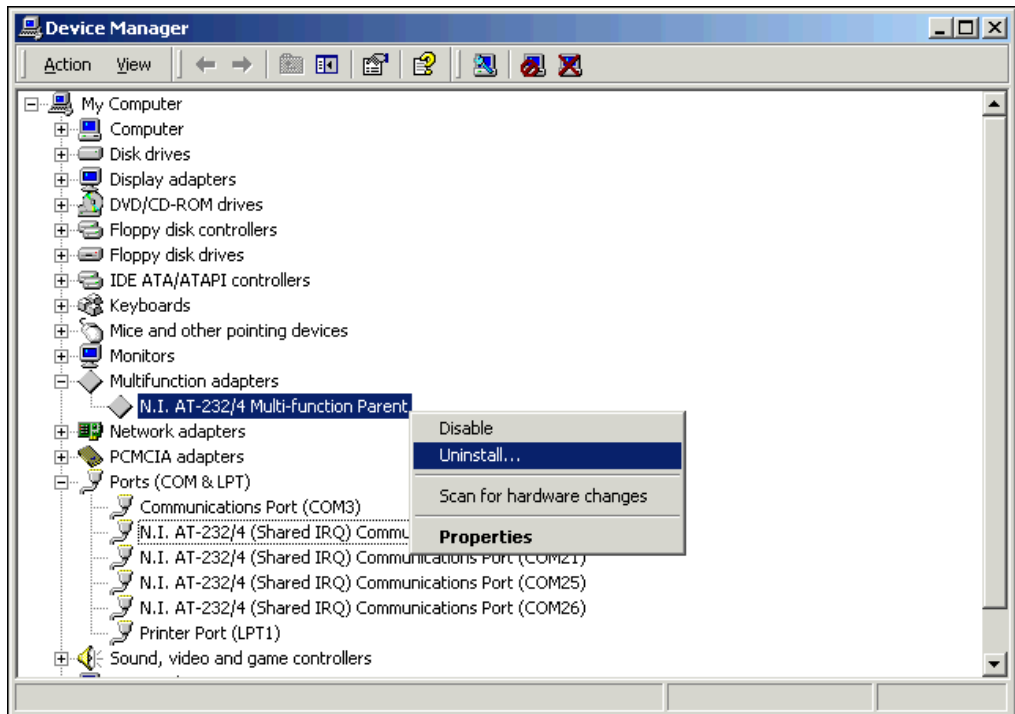 Device Manager
Action View
My Computer
Computer
Disk drives
Display adapters
DVD/CD-ROM drives
Floppy disk controllers
Floppy disk drives
IDE ATA/ATAPI controllers
Keyboards
Mice and other pointing devices
Monitors
Multifunction adapters
N.I. AT-232/4 Multi-function Parent
Network adapters
PCMCIA adapters
Ports (COM & LPT)
Communications Port (COM3)
N.I. AT-232/4 (Shared IRQ)
N.I. AT-232/4 (Shared IRQ) Communications Port (COM21)
N.I. AT-232/4 (Shared IRQ) Communications Port (COM25)
N.I. AT-232/4 (Shared IRQ) Communications Port (COM26)
Printer Port (LPT1)
Sound, video and game controllers
Disable
Uninstall...
Scan for hardware changes
Properties